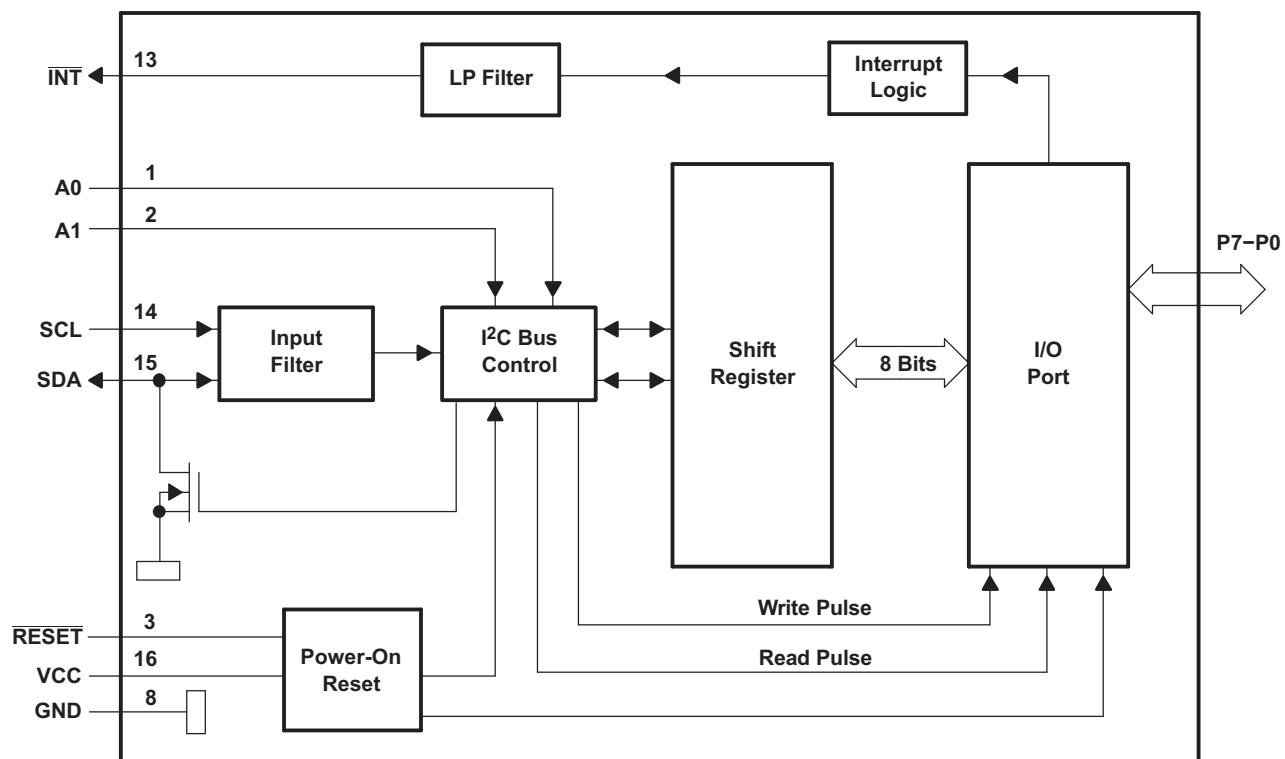 INT
13
LP Filter
Interrupt
Logic
A0
1
A1
2
P7−P0
SCL
14
SDA
15
Input
Filter
I²C Bus
Control
Shift
Register
8 Bits
I/O
Port
Write Pulse
Read Pulse
RESET
3
VCC
16
GND
8
Power-On
Reset